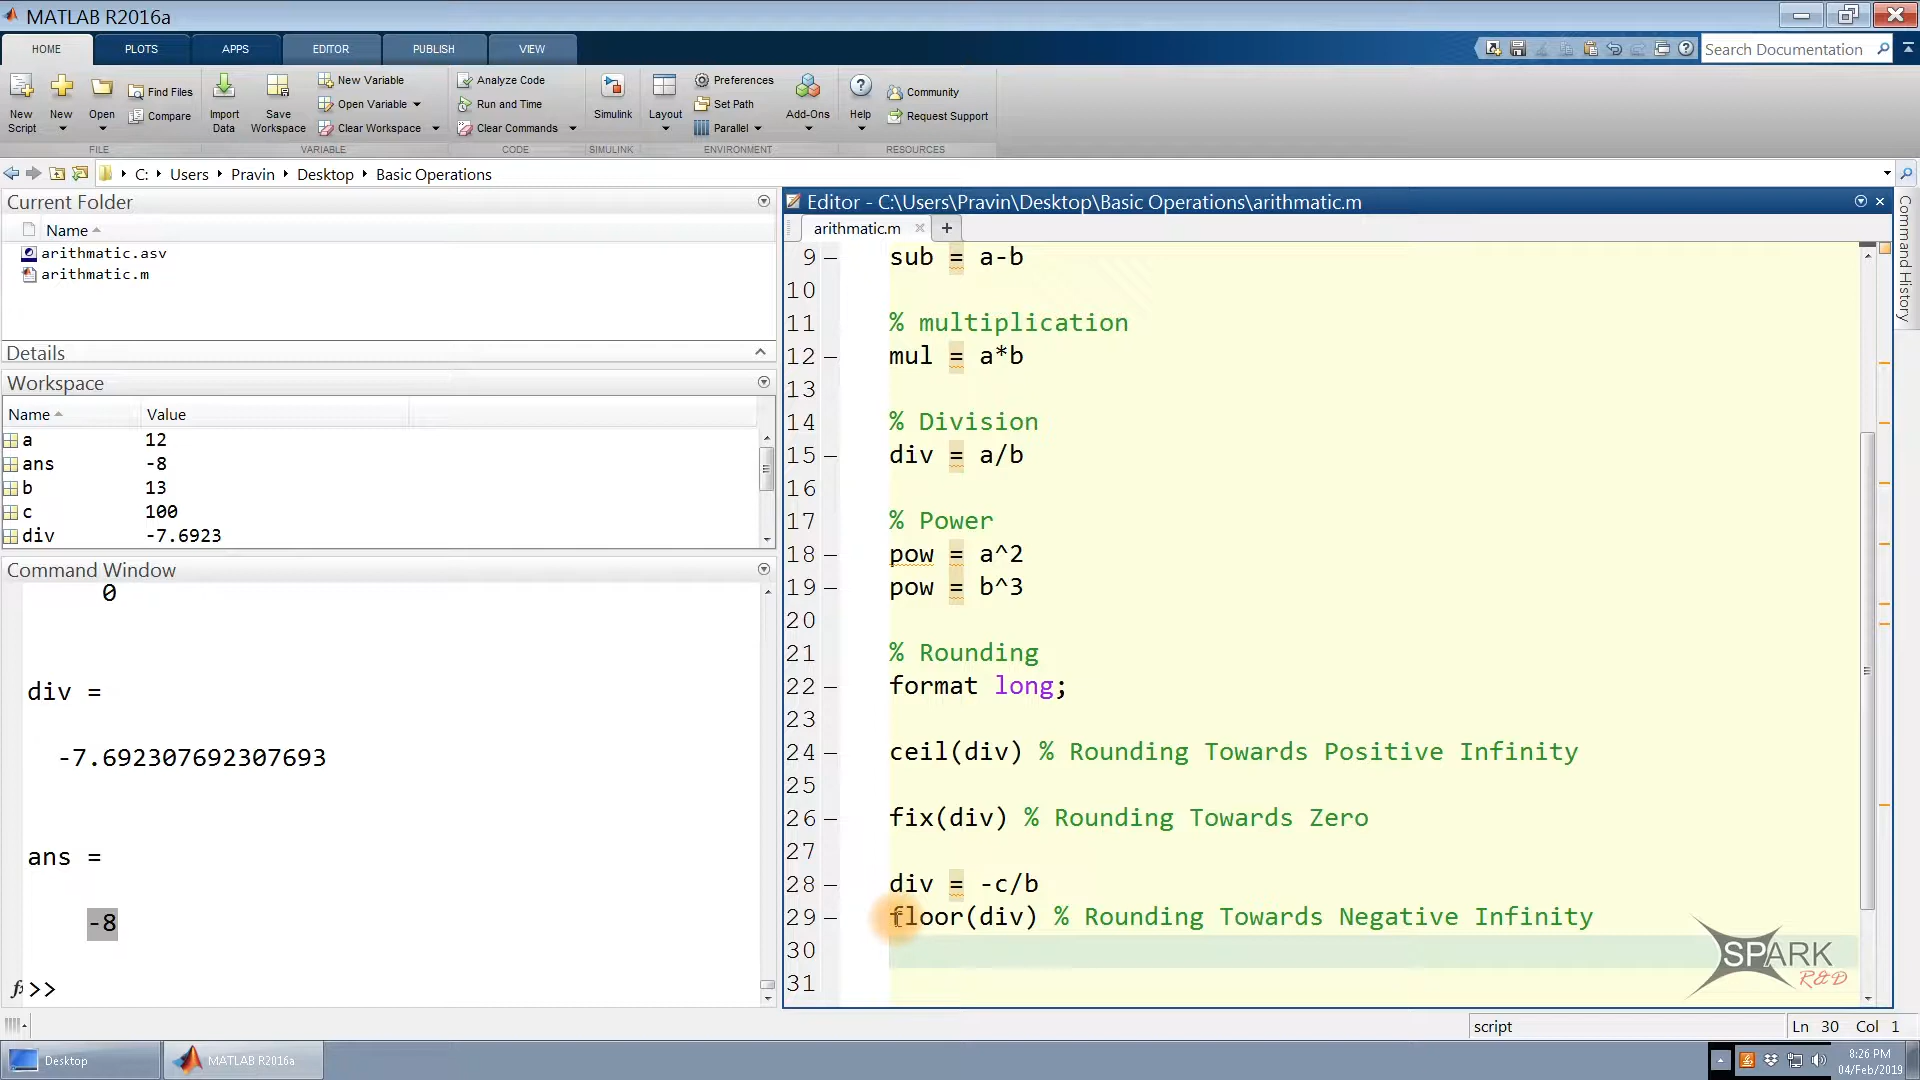 MATLAB R2016a
HOME PLOTS APPS EDITOR PUBLISH VIEW
Search Documentation
New Script
New
Open
Find Files
Compare
Import Data
Save Workspace
New Variable
Open Variable
Clear Workspace
Analyze Code
Run and Time
Clear Commands
Simulink
Layout
Preferences
Set Path
Parallel
Add-Ons
Help
Community
Request Support
FILE VARIABLE CODE SIMULINK ENVIRONMENT RESOURCES
C: Users Pravin Desktop Basic Operations
Current Folder
Name
arithmatic.asv
arithmatic.m
Details
Workspace
Name Value
a 12
ans -8
b 13
c 100
div -7.6923
Command Window
0
div =
-7.692307692307693
ans =
-8
fx >>
Editor - C:\Users\Pravin\Desktop\Basic Operations\arithmatic.m
arithmatic.m
9 – sub = a-b
10
11 % multiplication
12 – mul = a*b
13
14 % Division
15 – div = a/b
16
17 % Power
18 – pow = a^2
19 – pow = b^3
20
21 % Rounding
22 – format long;
23
24 – ceil(div) % Rounding Towards Positive Infinity
25
26 – fix(div) % Rounding Towards Zero
27
28 – div = -c/b
29 – floor(div) % Rounding Towards Negative Infinity
30
31
Command History
SPARK
R&D
script Ln 30 Col 1
Desktop
MATLAB R2016a
8:26 PM
04/Feb/2019